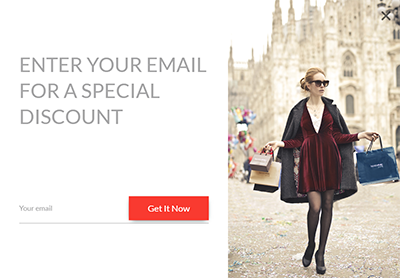 ENTER YOUR EMAIL
FOR A SPECIAL
DISCOUNT
Your email
Get It Now